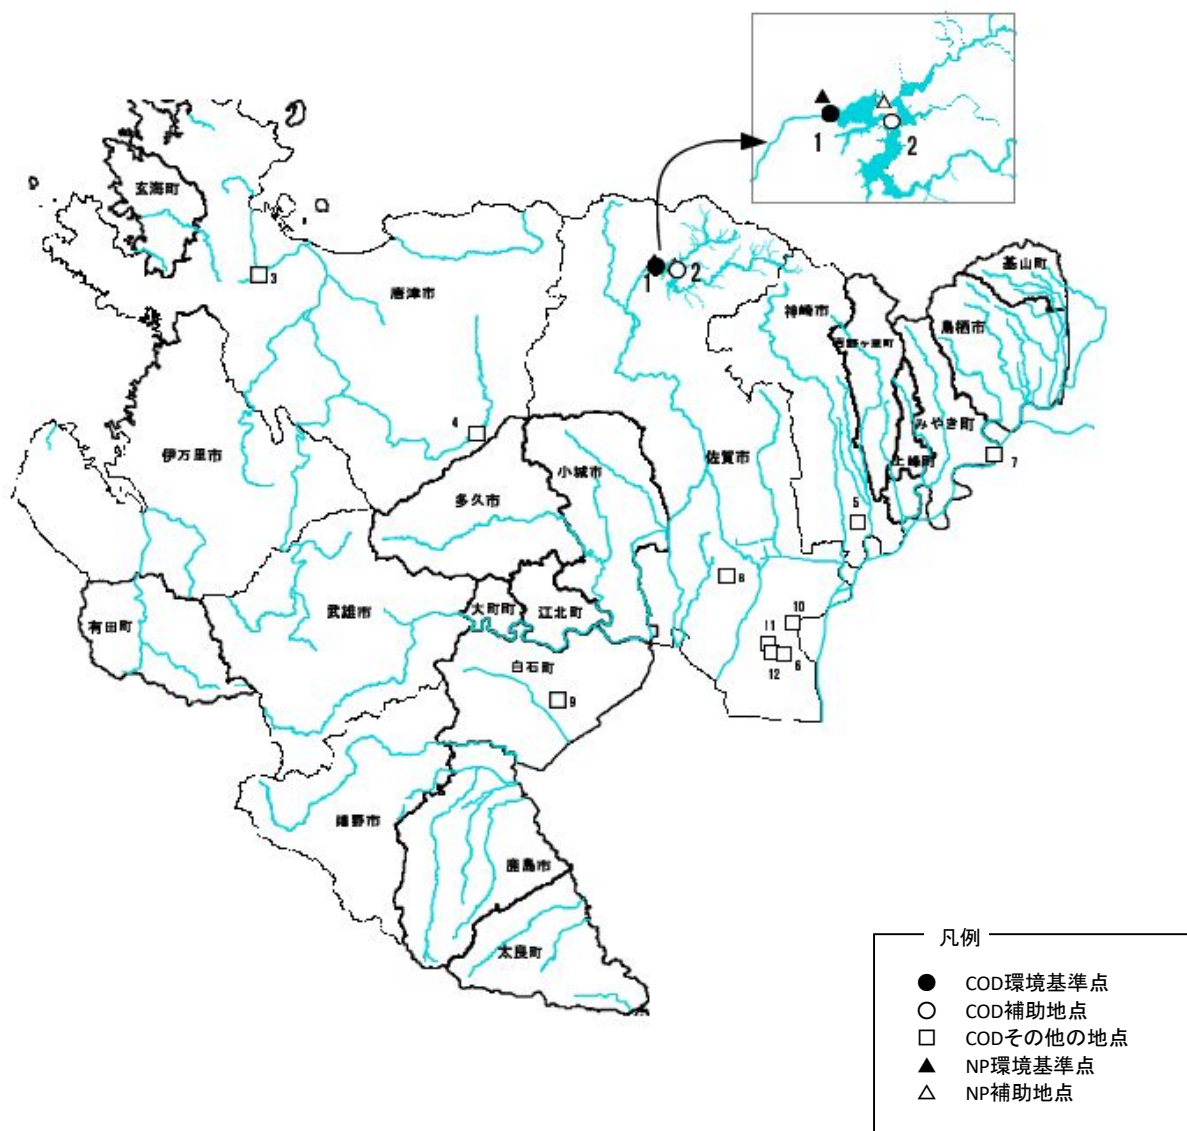 1
2
玄海町
3
唐津市
1
2
基山町
神崎市
鳥栖市
吉野ヶ里町
みやき町
上峰町
7
4
伊万里市
小城市
佐賀市
多久市
5
8
武雄市
大町町
江北町
有田町
10
11
12
6
白石町
9
嬉野市
鹿島市
太良町
凡例
COD環境基準点
COD補助地点
CODその他の地点
NP環境基準点
NP補助地点